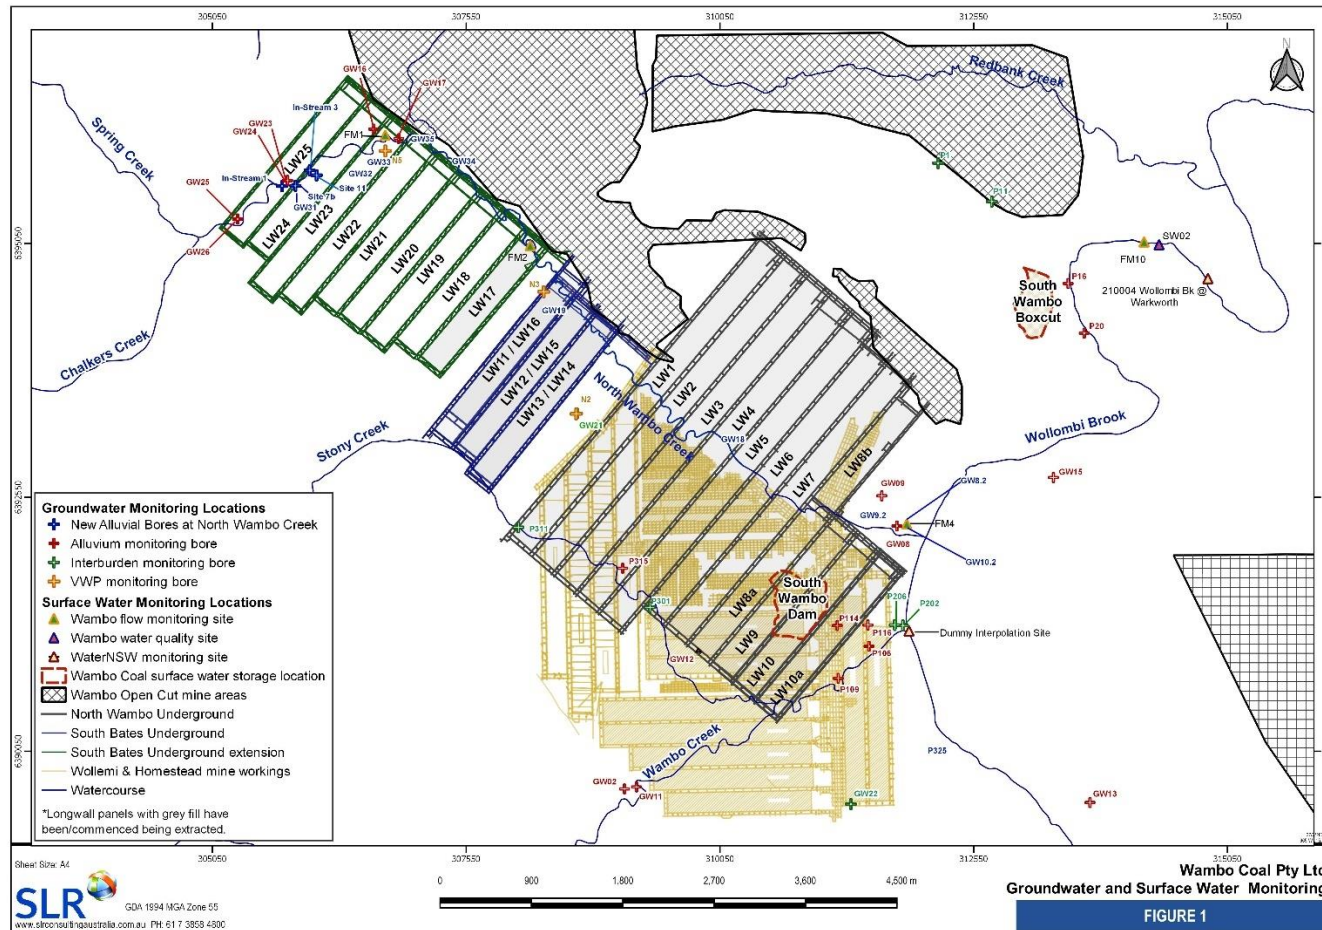 305050
307550
310050
312550
315050
N
Redbank Creek
GW16
GW17
In-Stream 3
GW23
GW24
FM1
GW35
Spring Creek
LW25
GW33
N5
GW34
GW32
P1
In-Stream 1
Site 11
Site 7b
GW31
P11
GW25
GW26
LW24
LW23
LW22
LW21
LW20
LW19
LW18
LW17
FM2
6395050
SW02
FM10
P16
210004 Wollombi Bk @
Warkworth
South
Wambo
Boxcut
N3
GW19
P20
Chalkers Creek
LW11 / LW16
LW12 / LW15
LW13 / LW14
LW1
LW2
LW3
LW4
LW5
LW6
LW7
LW8b
North Wambo Creek
N2
GW21
GW18
Stony Creek
Wollombi Brook
6392550
GW15
GW09
GW8.2
GW9.2
FM4
GW08
GW10.2
P311
P315
P301
South
Wambo
Dam
LW8a
LW9
LW10
LW10a
P206
P202
P114
P116
Dummy Interpolation Site
P106
GW12
P109
Wambo Creek
P325
6390050
GW02
GW11
GW22
GW13
Groundwater Monitoring Locations
New Alluvial Bores at North Wambo Creek
Alluvium monitoring bore
Interburden monitoring bore
VWP monitoring bore
Surface Water Monitoring Locations
Wambo flow monitoring site
Wambo water quality site
WaterNSW monitoring site
Wambo Coal surface water storage location
Wambo Open Cut mine areas
North Wambo Underground
South Bates Underground
South Bates Underground extension
Wollemi & Homestead mine workings
Watercourse
*Longwall panels with grey fill have
been/commenced being extracted.
305050
307550
310050
312550
315050
Sheet Size: A4
SLR
GDA 1994 MGA Zone 55
www.slrconsultingaustralia.com.au PH: 61 7 3858 4800
0
900
1,800
2,700
3,600
4,500 m
Wambo Coal Pty Ltd
Groundwater and Surface Water Monitoring
FIGURE 1